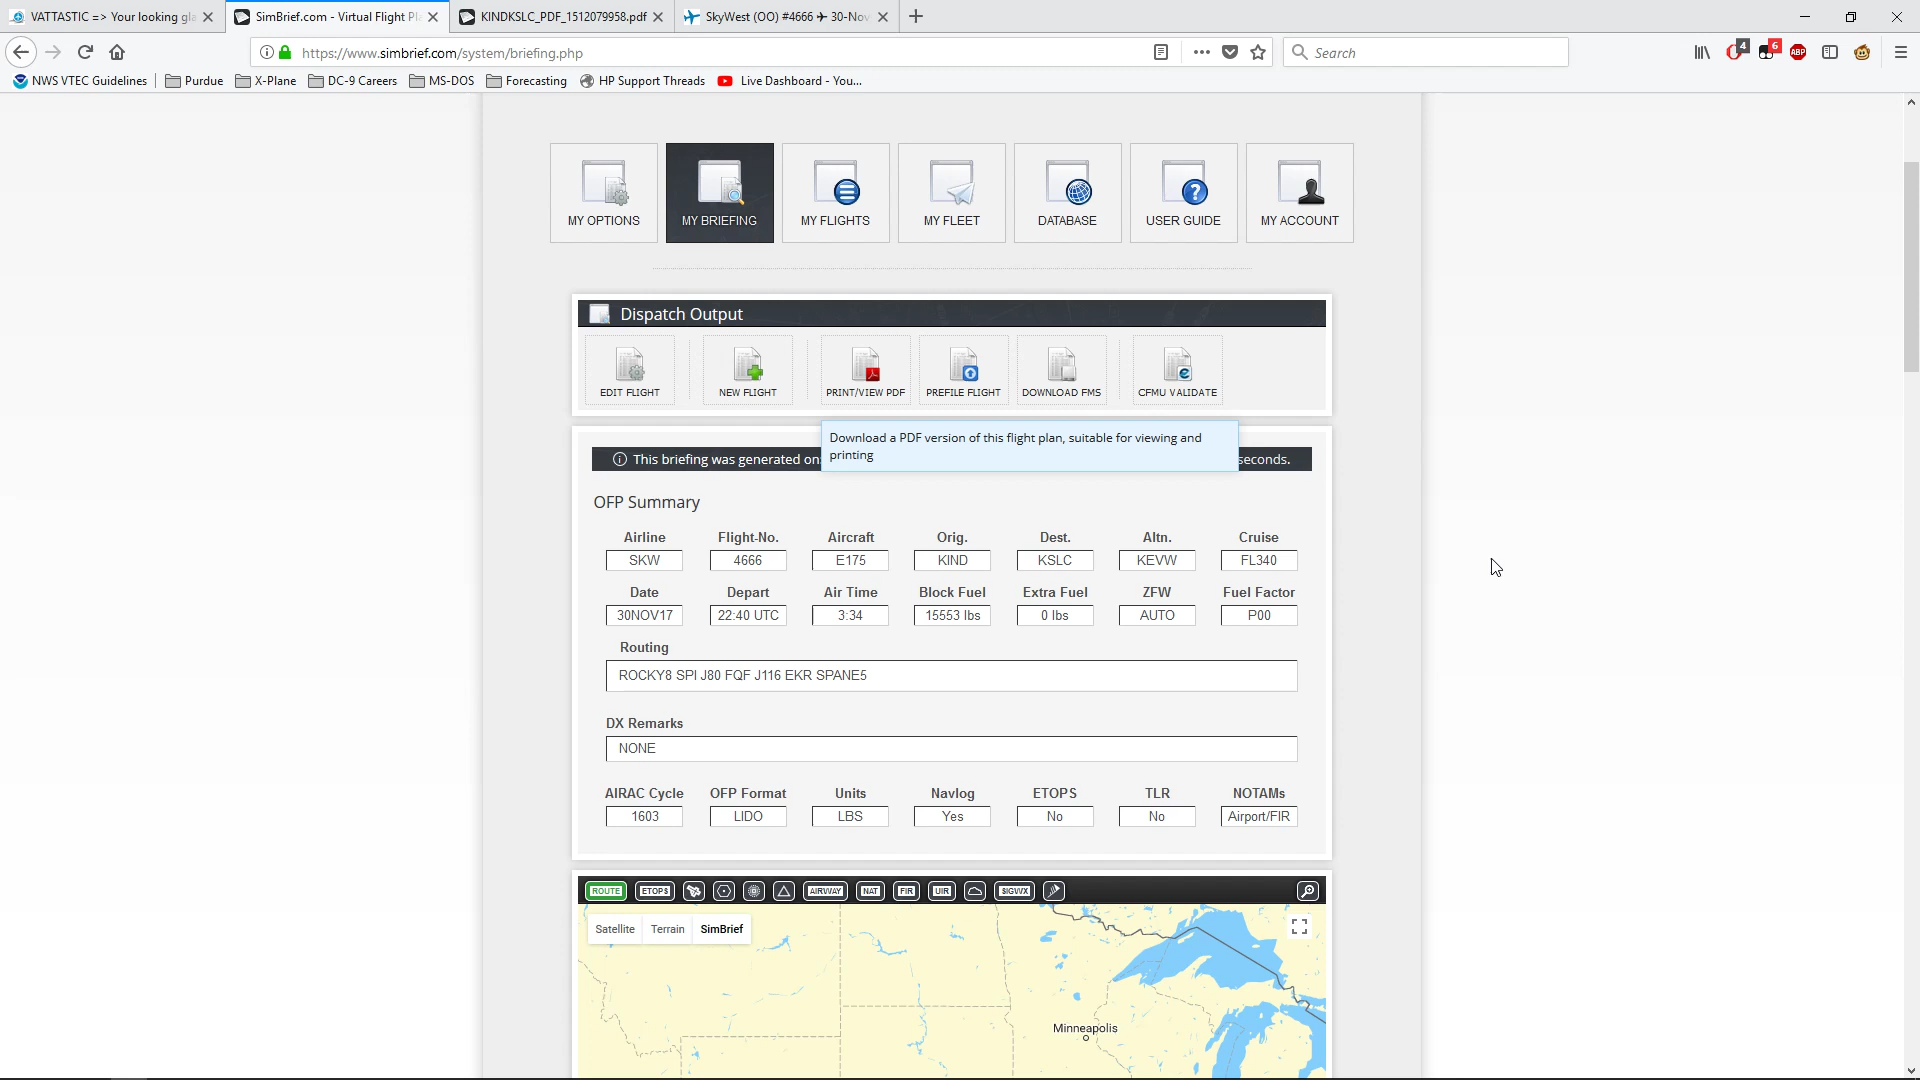 VATTASTIC => Your looking gla
SimBrief.com - Virtual Flight Pl
KINDKSLC_PDF_1512079958.pdf
SkyWest (OO) #4666 ✈ 30-Nov
https://www.simbrief.com/system/briefing.php
Search
4
6
ABP
NWS VTEC Guidelines
Purdue
X-Plane
DC-9 Careers
MS-DOS
Forecasting
HP Support Threads
Live Dashboard - You...
MY OPTIONS
MY BRIEFING
MY FLIGHTS
MY FLEET
DATABASE
USER GUIDE
MY ACCOUNT
Dispatch Output
EDIT FLIGHT
NEW FLIGHT
PRINT/VIEW PDF
PREFILE FLIGHT
DOWNLOAD FMS
CFMU VALIDATE
Download a PDF version of this flight plan, suitable for viewing and
printing
This briefing was generated on
seconds.
OFP Summary
Airline Flight-No. Aircraft Orig. Dest. Altn. Cruise
SKW 4666 E175 KIND KSLC KEVW FL340
Date Depart Air Time Block Fuel Extra Fuel ZFW Fuel Factor
30NOV17 22:40 UTC 3:34 15553 lbs 0 lbs AUTO P00
Routing
ROCKY8 SPI J80 FQF J116 EKR SPANE5
DX Remarks
NONE
AIRAC Cycle OFP Format Units Navlog ETOPS TLR NOTAMs
1603 LIDO LBS Yes No No Airport/FIR
ROUTE ETOPS AIRWAY NAT FIR UIR SIGWX
Satellite Terrain SimBrief
Minneapolis